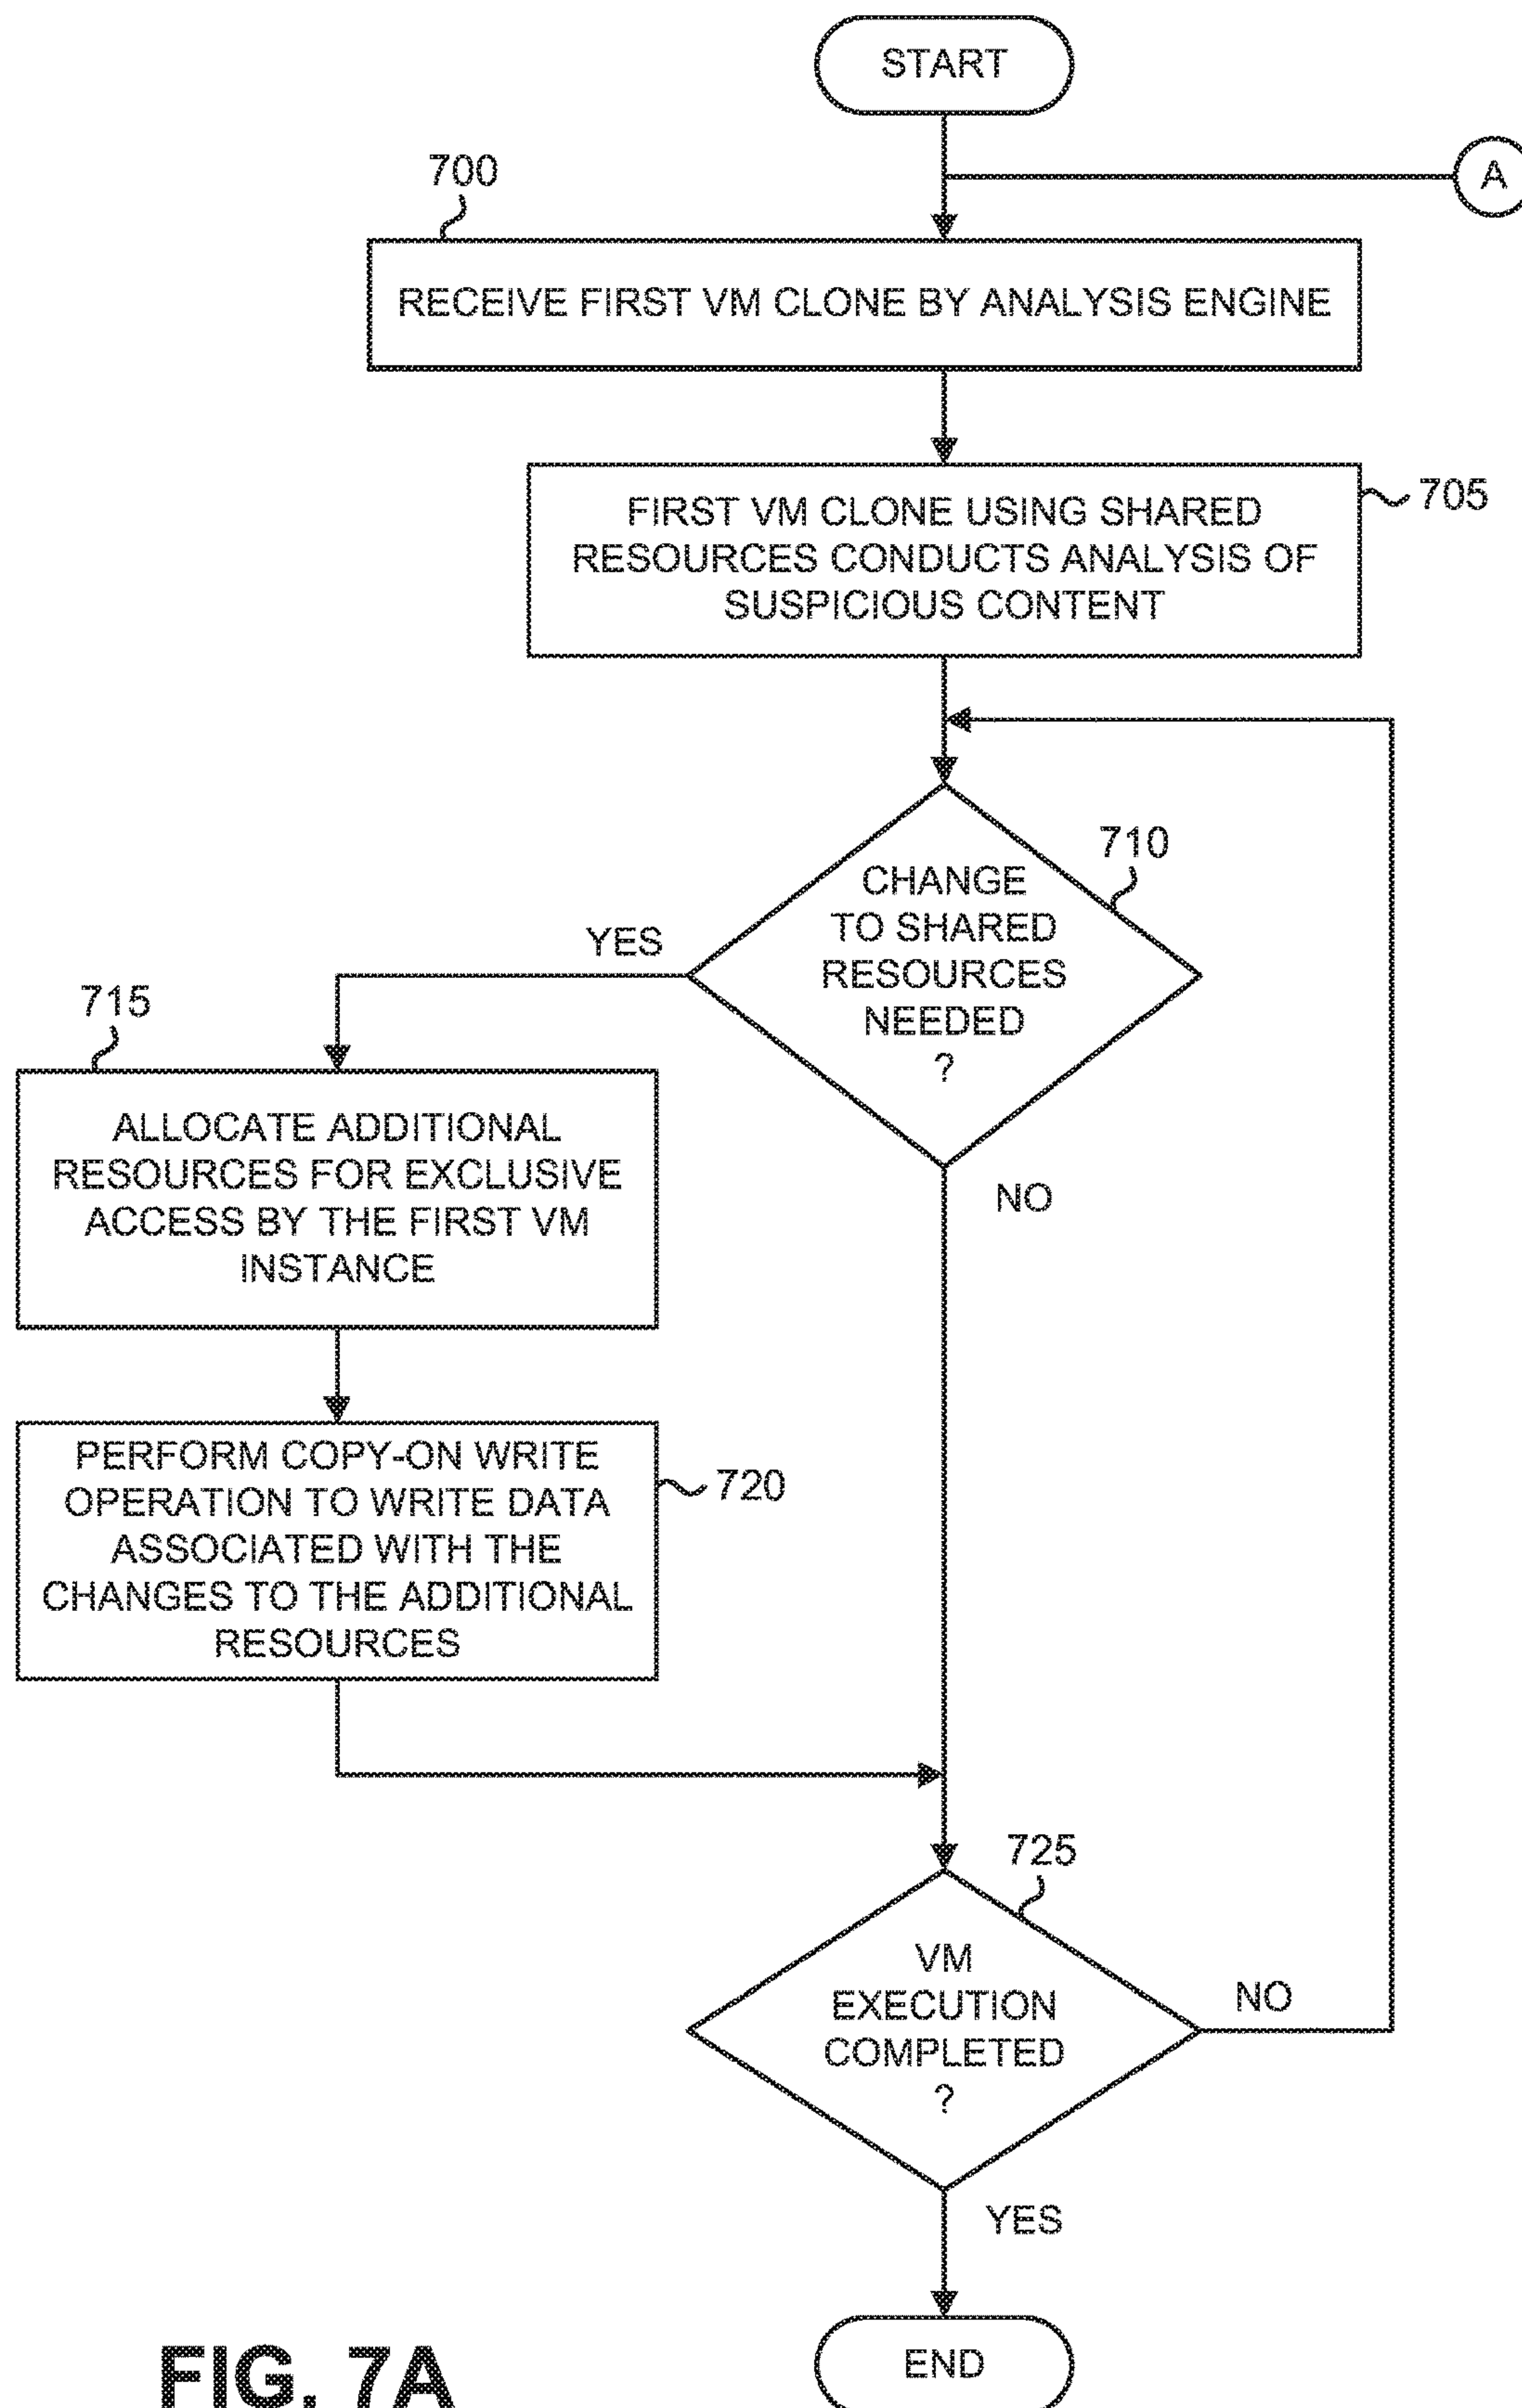 START
A
700
RECEIVE FIRST VM CLONE BY ANALYSIS ENGINE
705
FIRST VM CLONE USING SHARED
RESOURCES CONDUCTS ANALYSIS OF
SUSPICIOUS CONTENT
710
CHANGE
TO SHARED
RESOURCES
NEEDED
?
YES
NO
715
ALLOCATE ADDITIONAL
RESOURCES FOR EXCLUSIVE
ACCESS BY THE FIRST VM
INSTANCE
720
PERFORM COPY-ON WRITE
OPERATION TO WRITE DATA
ASSOCIATED WITH THE
CHANGES TO THE ADDITIONAL
RESOURCES
725
VM
EXECUTION
COMPLETED
?
NO
YES
END
FIG. 7A